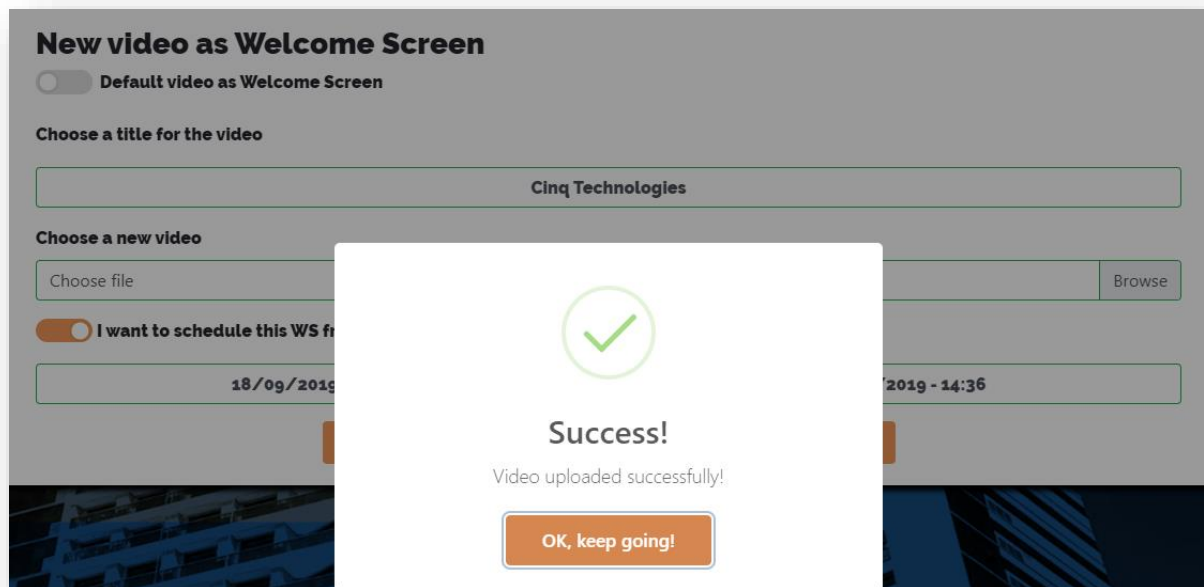 New video as Welcome Screen
Default video as Welcome Screen
Choose a title for the video
Cinq Technologies
Choose a new video
Choose file
Browse
I want to schedule this WS
18/09/2019
2019 - 14:36
Success!
Video uploaded successfully!
OK, keep going!